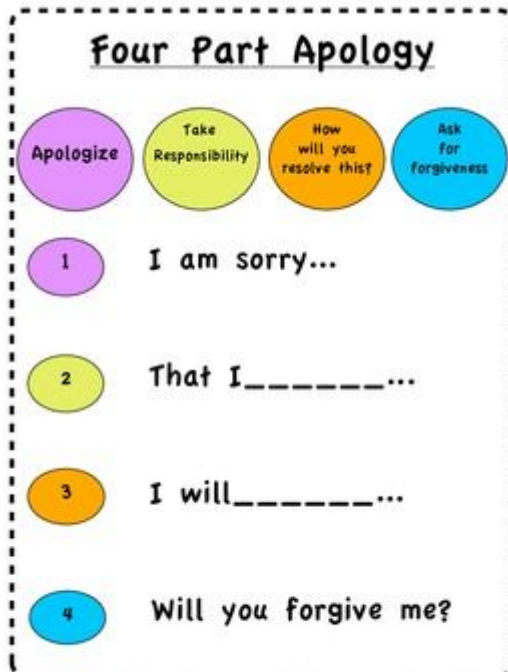 Four Part Apology
Apologize
Take
Responsibility
How
will you
resolve this?
Ask
for
forgiveness
1 I am sorry...
2 That I______...
3 I will______...
4 Will you forgive me?